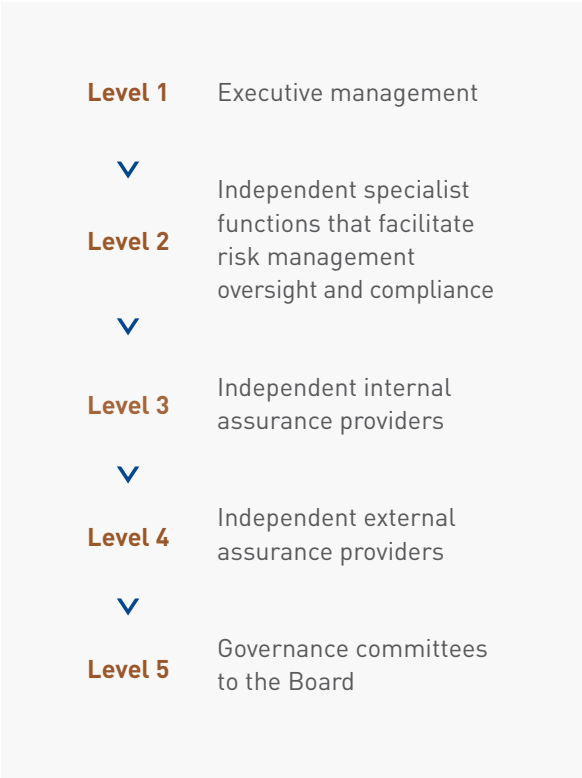 Level 1
Executive management
Level 2
Independent specialist
functions that facilitate
risk management
oversight and compliance
Level 3
Independent internal
assurance providers
Level 4
Independent external
assurance providers
Level 5
Governance committees
to the Board